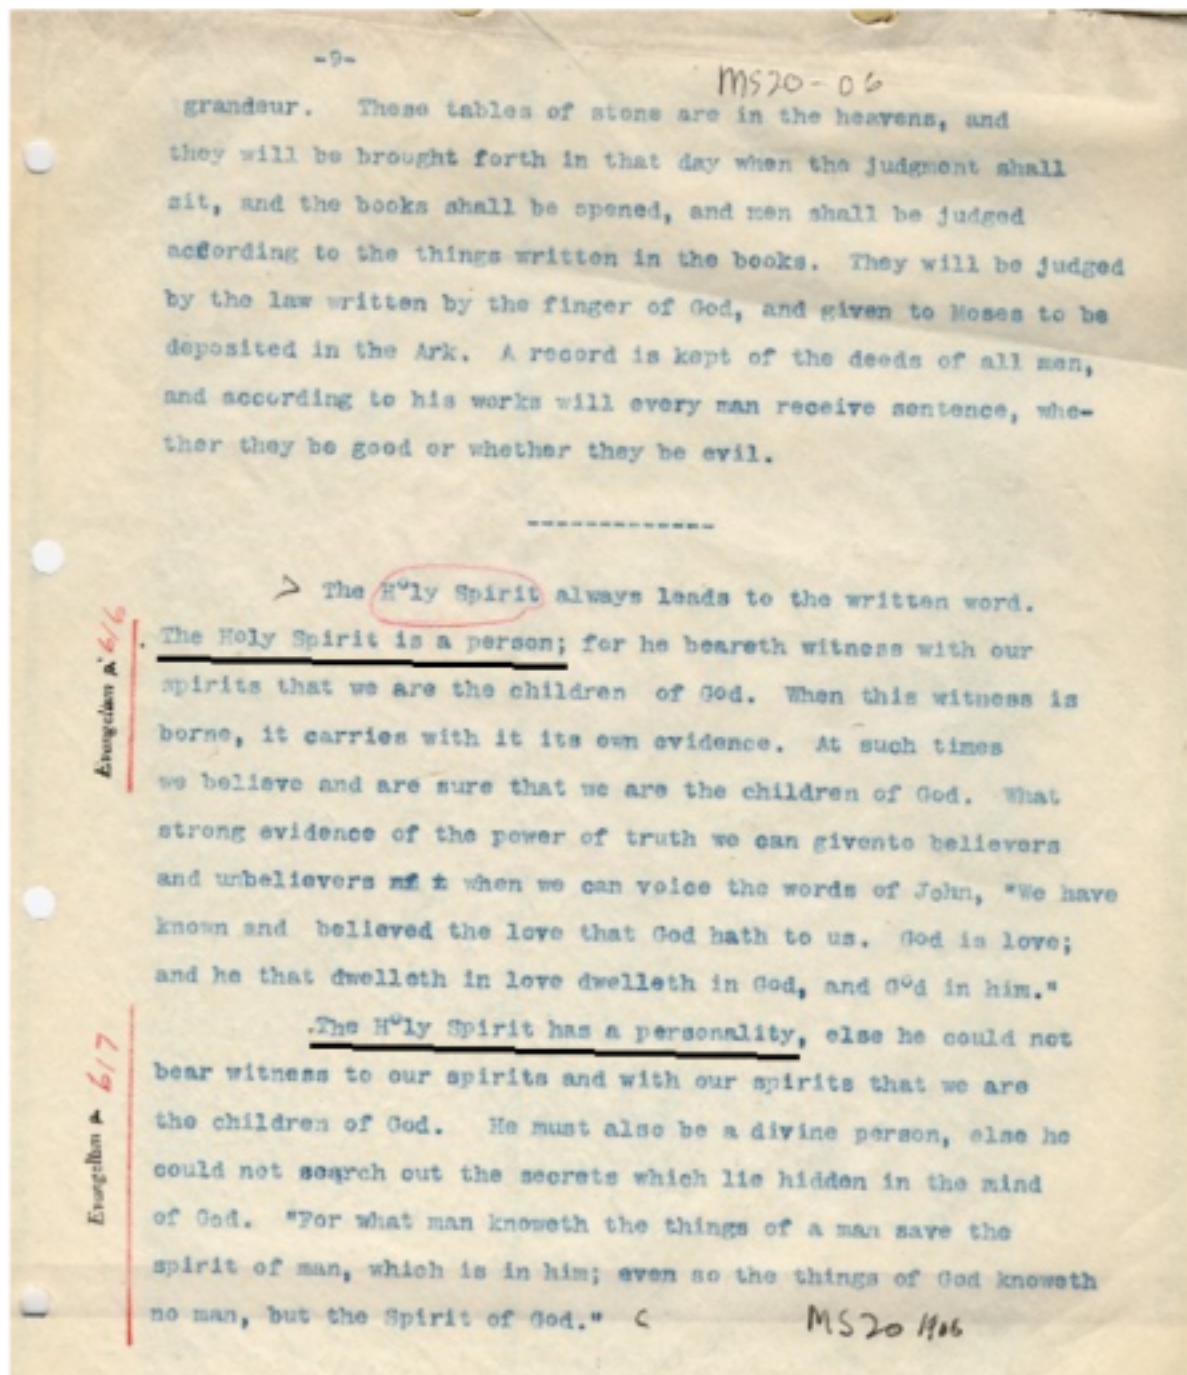 -9-
MS20-06
grandeur. These tables of stone are in the heavens, and
they will be brought forth in that day when the judgment shall
sit, and the books shall be opened, and men shall be judged
according to the things written in the books. They will be judged
by the law written by the finger of God, and given to Moses to be
deposited in the Ark. A record is kept of the deeds of all men,
and according to his works will every man receive sentence, whe-
ther they be good or whether they be evil.
-------------
> The Holy Spirit always leads to the written word.
The Holy Spirit is a person; for he beareth witness with our
spirits that we are the children of God. When this witness is
borne, it carries with it its own evidence. At such times
we believe and are sure that we are the children of God. What
strong evidence of the power of truth we can givento believers
and unbelievers when we can voice the words of John, "We have
known and believed the love that God hath to us. God is love;
and he that dwelleth in love dwelleth in God, and God in him."
.The Holy Spirit has a personality, else he could not
bear witness to our spirits and with our spirits that we are
the children of God. He must also be a divine person, else he
could not search out the secrets which lie hidden in the mind
of God. "For what man knoweth the things of a man save the
spirit of man, which is in him; even so the things of God knoweth
no man, but the Spirit of God." <
MS20 1906
Evangelism p. 616
Evangelism p 617